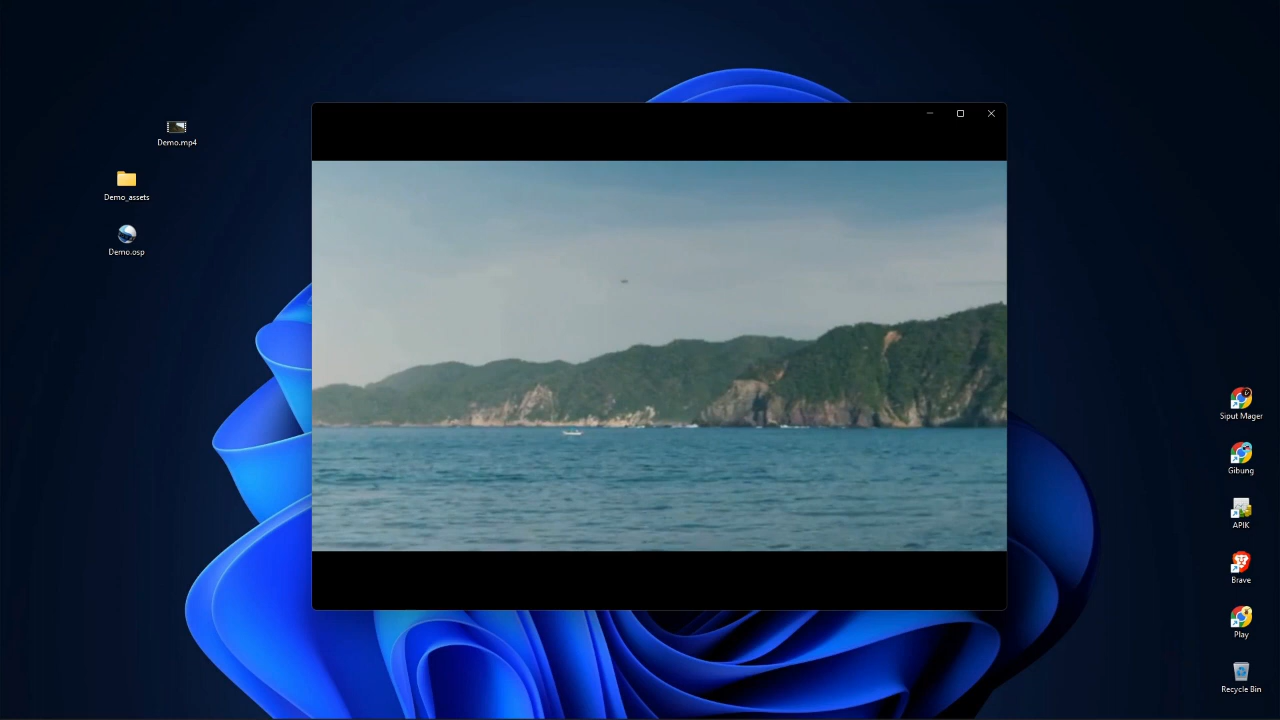 Demo.mp4
Demo_assets
Demo.osp
Siput Mager
Gibung
APIK
Brave
Play
Recycle Bin